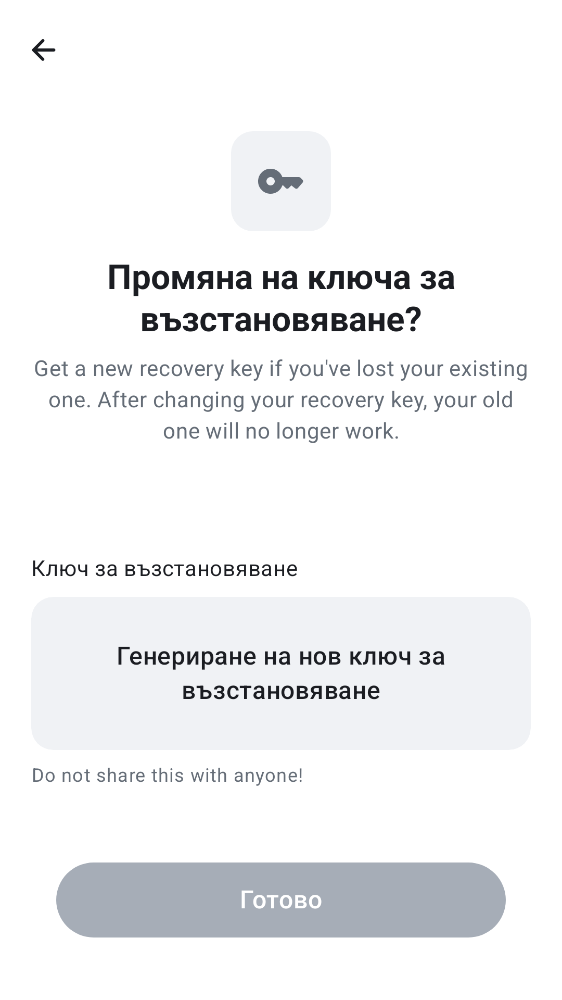 Промяна на ключа за
възстановяване?
Get a new recovery key if you've lost your existing
one. After changing your recovery key, your old
one will no longer work.
Ключ за възстановяване
Генериране на нов ключ за
възстановяване
Do not share this with anyone!
Готово